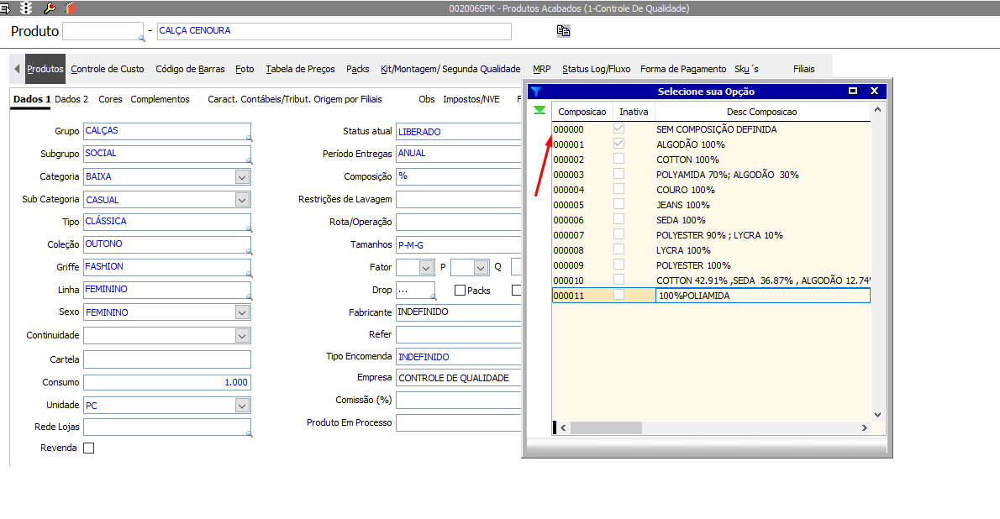 002006SPK - Produtos Acabados (1-Controle De Qualidade)
Produto - CALÇA CENOURA
Produtos Controle de Custo Código de Barras Foto Tabela de Preços Packs Kit/Montagem/ Segunda Qualidade MRP Status Log/Fluxo Forma de Pagamento Sku´s Filiais
Dados 1 Dados 2 Cores Complementos Caract. Contábeis/Tribut. Origem por Filiais Obs Impostos/NVE F
Grupo CALÇAS
Subgrupo SOCIAL
Categoria BAIXA
Sub Categoria CASUAL
Tipo CLÁSSICA
Coleção OUTONO
Griffe FASHION
Linha FEMININO
Sexo FEMININO
Continuidade
Cartela
Consumo 1.000
Unidade PC
Rede Lojas
Revenda
Status atual LIBERADO
Período Entregas ANUAL
Composição %
Restrições de Lavagem
Rota/Operação
Tamanhos P-M-G
Fator P Q
Drop ... Packs
Fabricante INDEFINIDO
Refer
Tipo Encomenda INDEFINIDO
Empresa CONTROLE DE QUALIDADE
Comissão (%)
Produto Em Processo
Selecione sua Opção
Composicao Inativa Desc Composicao
000000 SEM COMPOSIÇÃO DEFINIDA
000001 ALGODÃO 100%
000002 COTTON 100%
000003 POLYAMIDA 70%; ALGODÃO 30%
000004 COURO 100%
000005 JEANS 100%
000006 SEDA 100%
000007 POLYESTER 90% ; LYCRA 10%
000008 LYCRA 100%
000009 POLYESTER 100%
000010 COTTON 42.91% ,SEDA 36.87% , ALGODÃO 12.74%
000011 100%POLIAMIDA